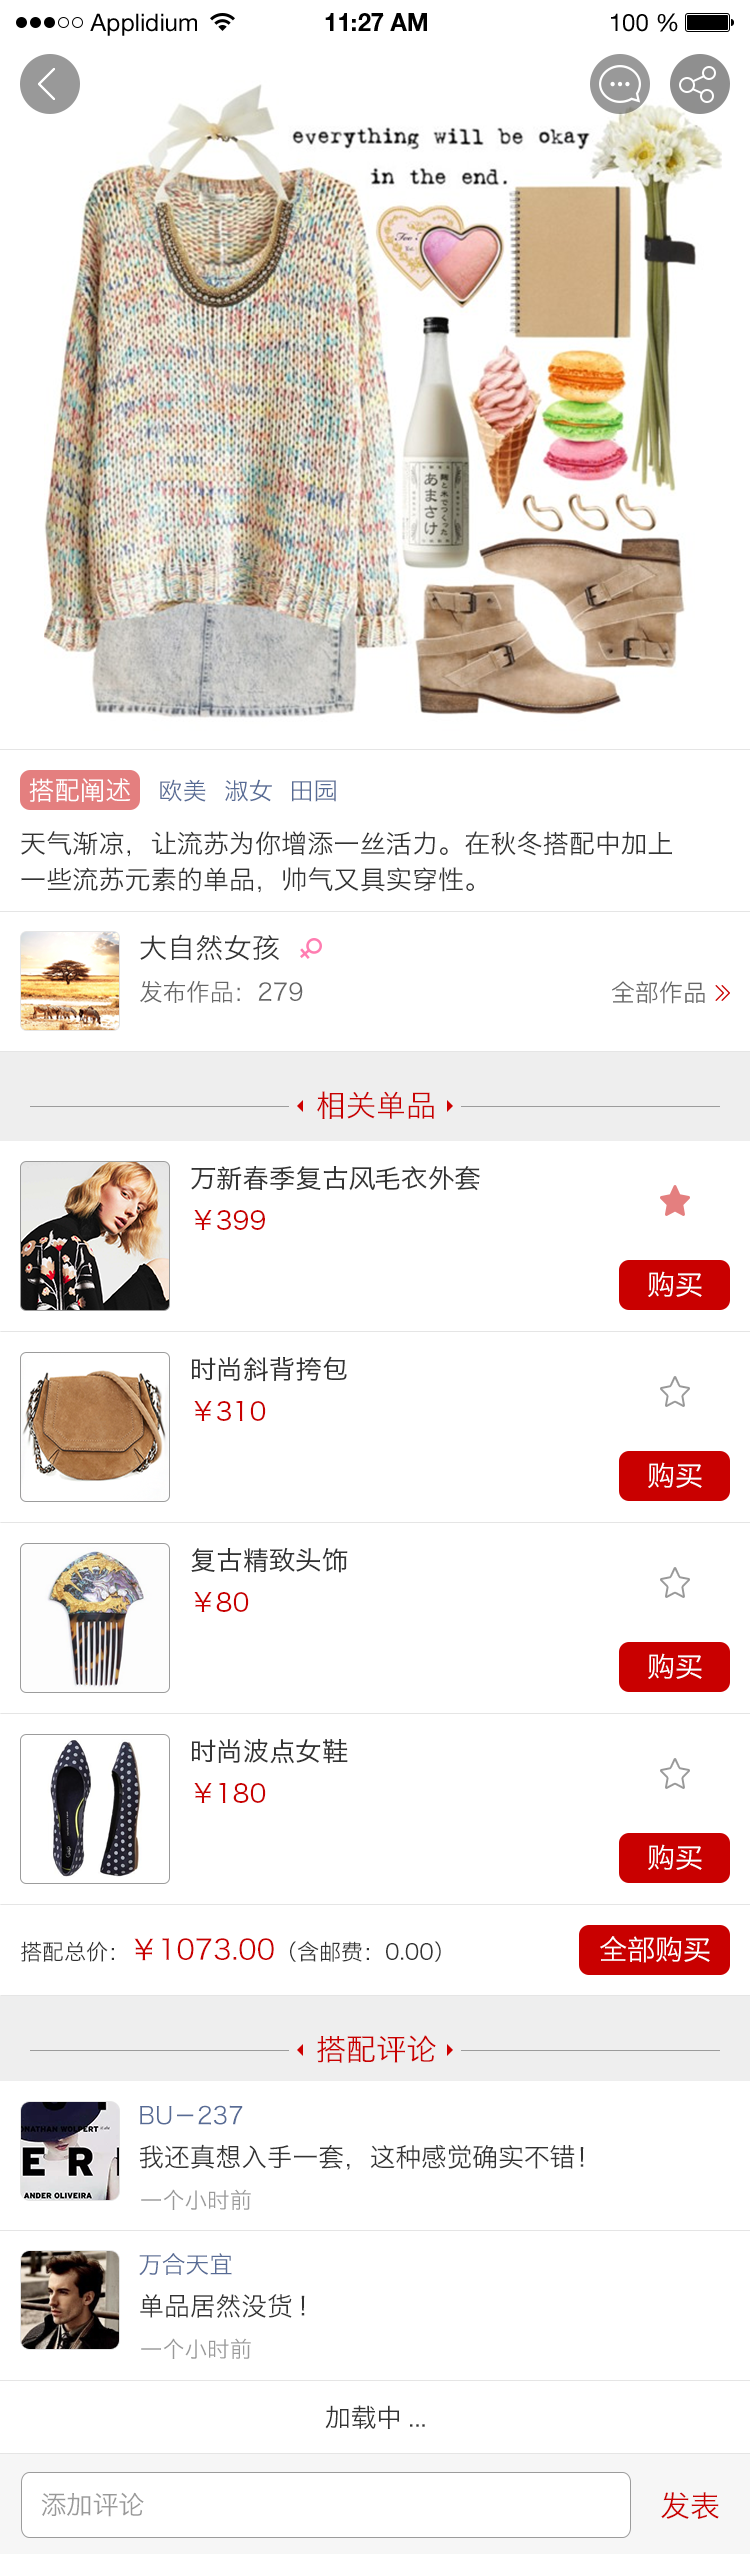 Applidium 11:27 AM 100 %
everything will be okay
in the end.
あまさけ
搭配阐述 欧美 淑女 田园
天气渐凉，让流苏为你增添一丝活力。在秋冬搭配中加上
一些流苏元素的单品，帅气又具实穿性。
大自然女孩
发布作品：279 全部作品
相关单品
万新春季复古风毛衣外套
￥399
购买
时尚斜背挎包
￥310
购买
复古精致头饰
￥80
购买
时尚波点女鞋
￥180
购买
搭配总价：￥1073.00（含邮费：0.00） 全部购买
搭配评论
BU－237
我还真想入手一套，这种感觉确实不错！
一个小时前
ER
ANDER OLIVEIRA
万合天宜
单品居然没货！
一个小时前
加载中 ...
添加评论 发表